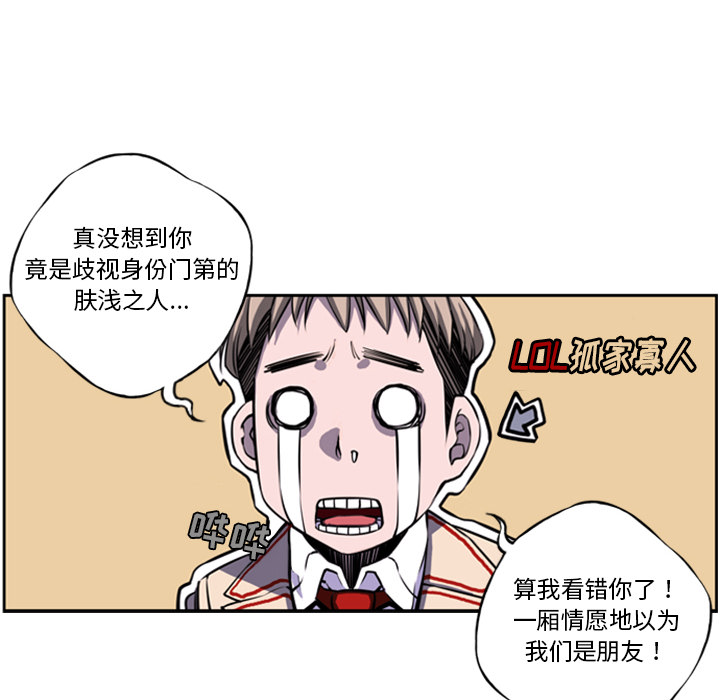 真没想到你
竟是歧视身份门第的
肤浅之人...
LOL孤家寡人
哗哗
算我看错你了！
一厢情愿地以为
我们是朋友！